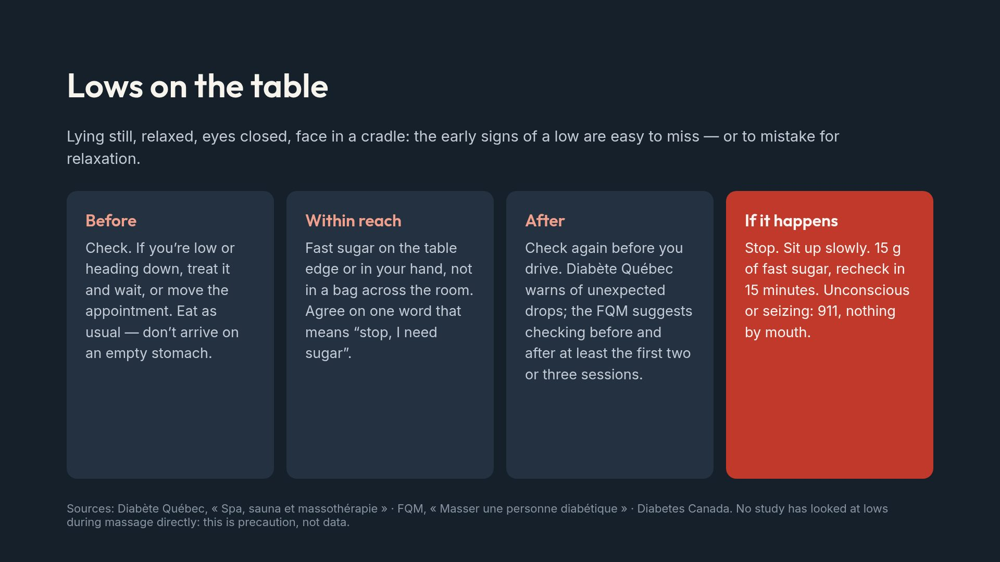 Lows on the table
Lying still, relaxed, eyes closed, face in a cradle: the early signs of a low are easy to miss — or to mistake for
relaxation.
Before
Check. If you’re low or
heading down, treat it
and wait, or move the
appointment. Eat as
usual — don’t arrive on
an empty stomach.
Within reach
Fast sugar on the table
edge or in your hand, not
in a bag across the room.
Agree on one word that
means “stop, I need
sugar”.
After
Check again before you
drive. Diabète Québec
warns of unexpected
drops; the FQM suggests
checking before and
after at least the first two
or three sessions.
If it happens
Stop. Sit up slowly. 15 g
of fast sugar, recheck in
15 minutes. Unconscious
or seizing: 911, nothing
by mouth.
Sources: Diabète Québec, « Spa, sauna et massothérapie » · FQM, « Masser une personne diabétique » · Diabetes Canada. No study has looked at lows
during massage directly: this is precaution, not data.